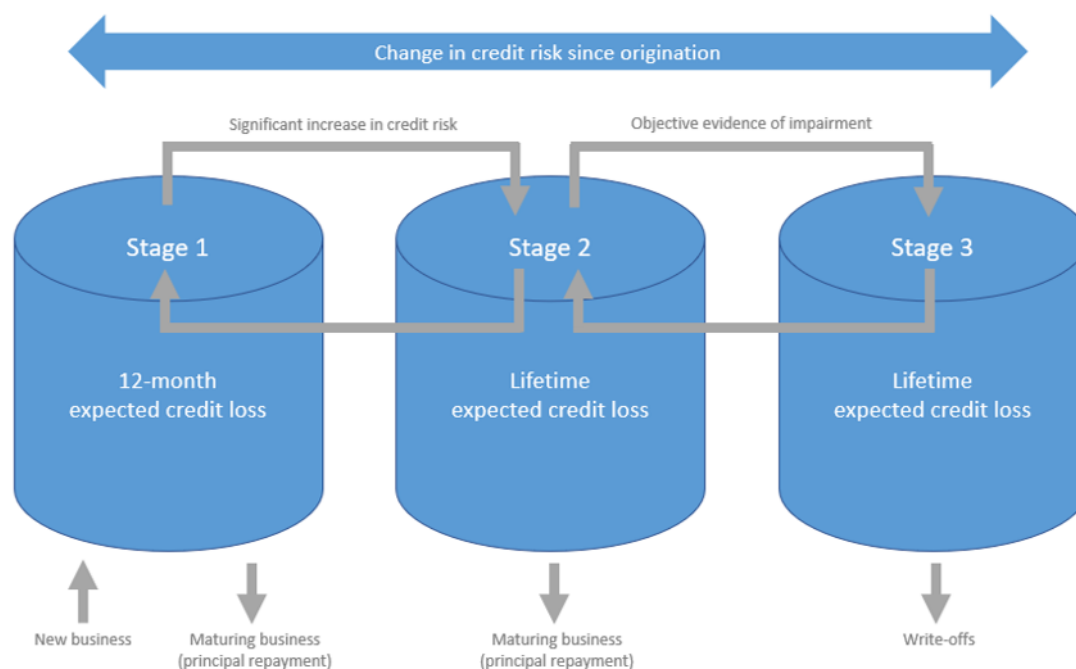 Change in credit risk since origination
Significant increase in credit risk
Objective evidence of impairment
Stage 1
Stage 2
Stage 3
12-month
expected credit loss
Lifetime
expected credit loss
Lifetime
expected credit loss
New business
Maturing business
(principal repayment)
Maturing business
(principal repayment)
Write-offs